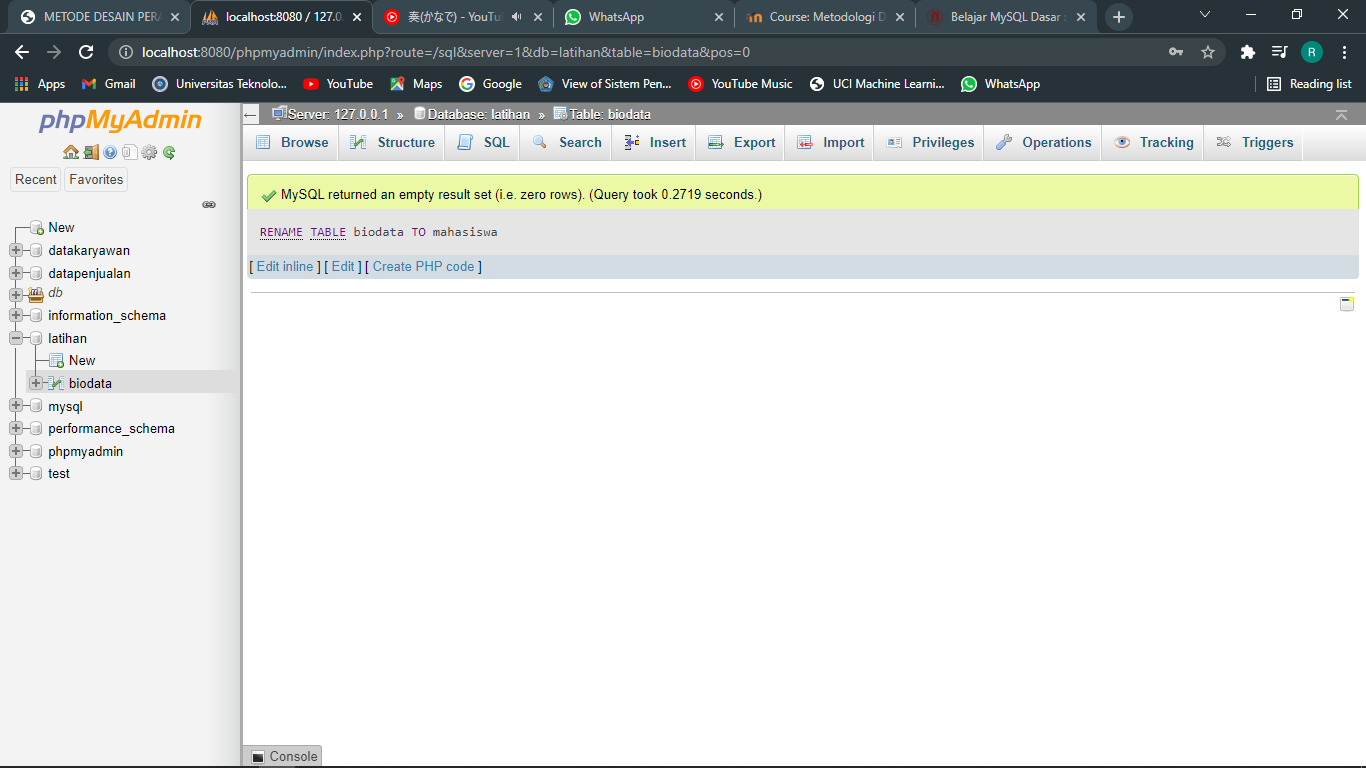 METODE DESAIN PERA
localhost:8080 / 127.0.
奏(かなで) - YouTu
WhatsApp
Course: Metodologi D
Belajar MySQL Dasar :
localhost:8080/phpmyadmin/index.php?route=/sql&server=1&db=latihan&table=biodata&pos=0
R
Apps
Gmail
Universitas Teknolo...
YouTube
Maps
Google
View of Sistem Pen...
YouTube Music
UCI Machine Learni...
WhatsApp
Reading list
phpMyAdmin
Recent
Favorites
New
datakaryawan
datapenjualan
db
information_schema
latihan
New
biodata
mysql
performance_schema
phpmyadmin
test
Server: 127.0.0.1 » Database: latihan » Table: biodata
Browse
Structure
SQL
Search
Insert
Export
Import
Privileges
Operations
Tracking
Triggers
MySQL returned an empty result set (i.e. zero rows). (Query took 0.2719 seconds.)
RENAME TABLE biodata TO mahasiswa
[ Edit inline ] [ Edit ] [ Create PHP code ]
Console